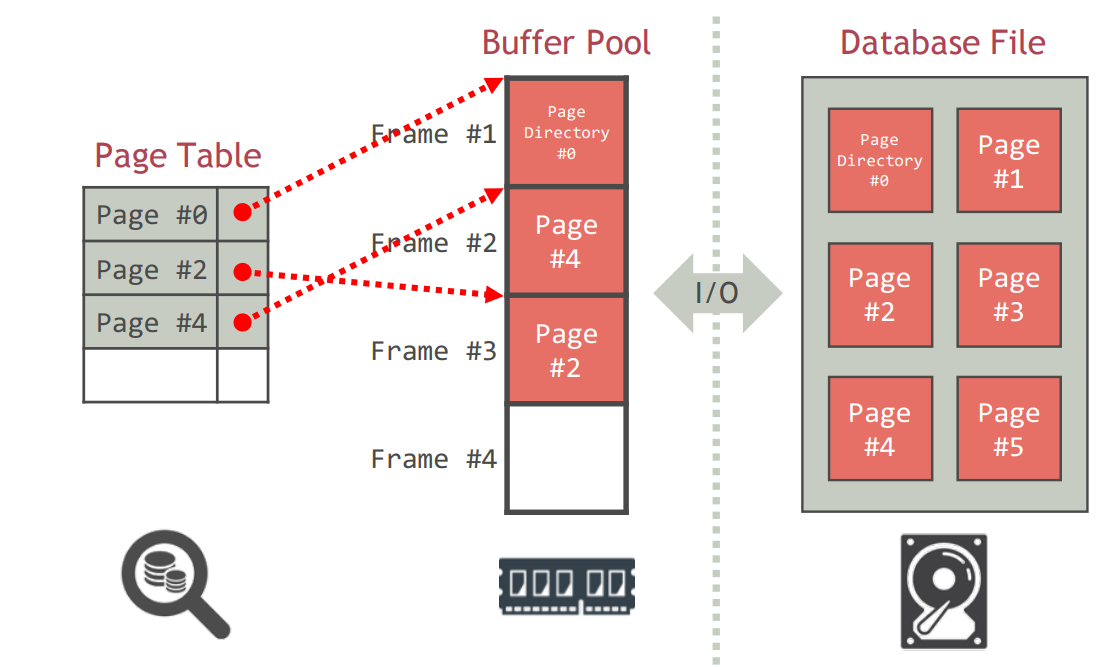 Buffer Pool
Database File
Page Table
Page #0
Page #2
Page #4
Frame #1
Frame #2
Frame #3
Frame #4
Page
Directory
#0
Page
#4
Page
#2
I/O
Page
Directory
#0
Page
#1
Page
#2
Page
#3
Page
#4
Page
#5